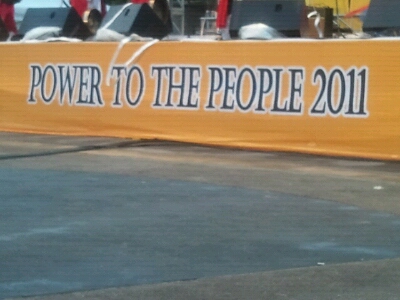 POWER TO THE PEOPLE 2011